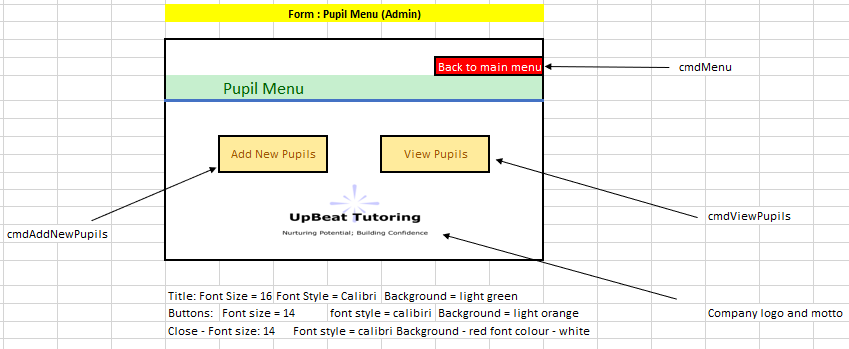 Form : Pupil Menu (Admin)
Back to main menu
cmdMenu
Pupil Menu
Add New Pupils
View Pupils
UpBeat Tutoring
cmdViewPupils
Nurturing Potential; Building Confidence
cmdAddNewPupils
Title: Font Size = 16 Font Style = Calibri Background = light green
Buttons: Font size = 14 font style = calibiri Background = light orange
Company logo and motto
Close - Font size: 14 Font style = calibri Background - red font colour - white